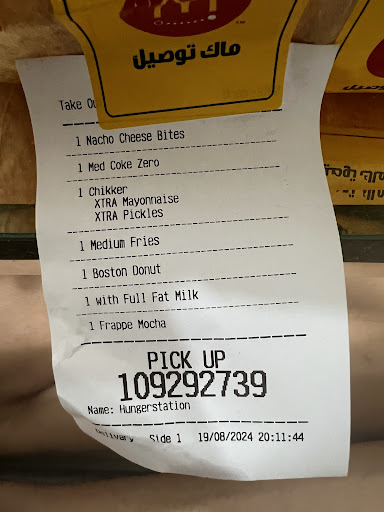 ماك توصيل
Take Ou
1 Nacho Cheese Bites
1 Med Coke Zero
1 Chikker
XTRA Mayonnaise
XTRA Pickles
1 Medium Fries
1 Boston Donut
1 with Full Fat Milk
1 Frappe Mocha
PICK UP
109292739
Name: Hungerstation
Delivery Side 1 19/08/2024 20:11:44